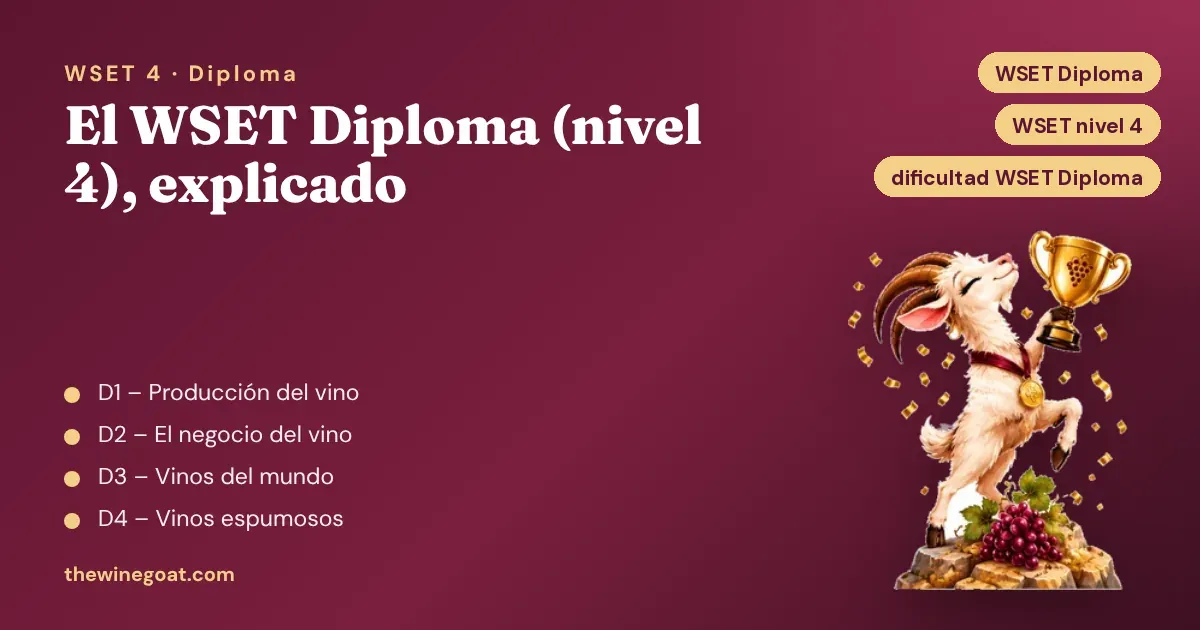 WSET 4 · Diploma
El WSET Diploma (nivel
4), explicado
WSET Diploma
WSET nivel 4
dificultad WSET Diploma
D1 – Producción del vino
D2 – El negocio del vino
D3 – Vinos del mundo
D4 – Vinos espumosos
thewinegoat.com